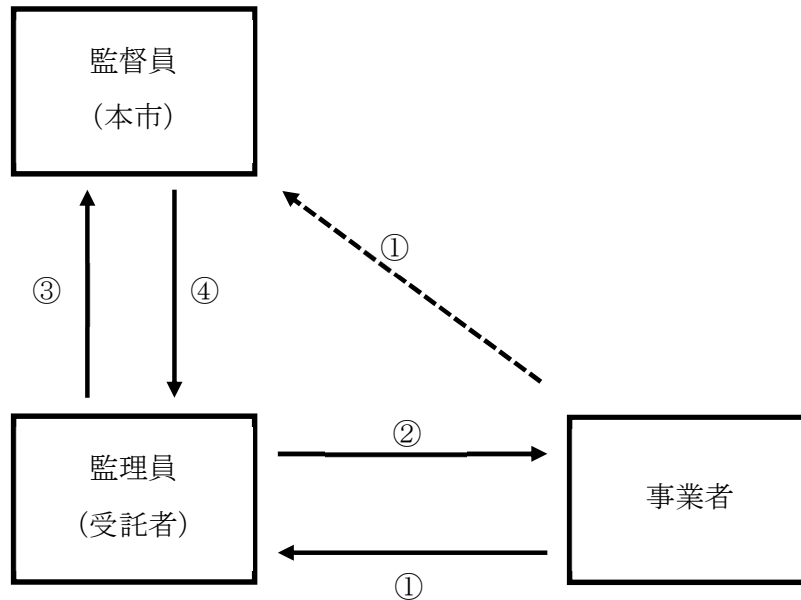 監督員
（本市）
①
③
④
監理員
（受託者）
②
事業者
①